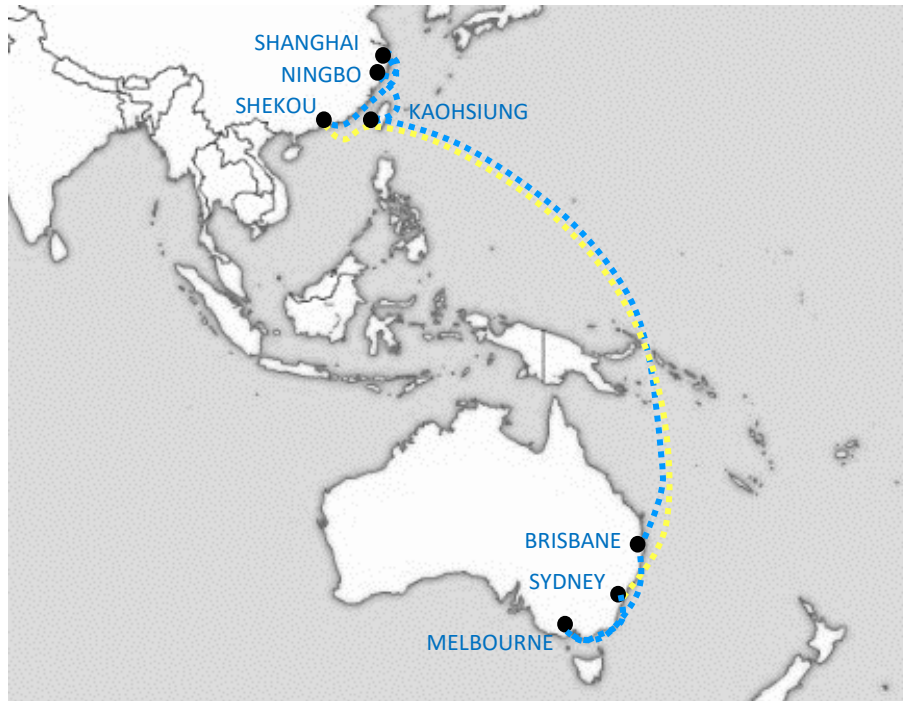 SHANGHAI
NINGBO
SHEKOU
KAOHSIUNG
BRISBANE
SYDNEY
MELBOURNE